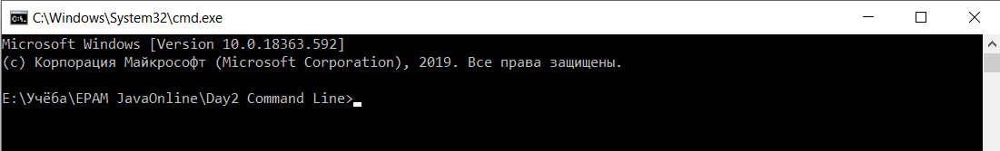 C:\Windows\System32\cmd.exe
Microsoft Windows [Version 10.0.18363.592]
(c) Корпорация Майкрософт (Microsoft Corporation), 2019. Все права защищены.
E:\Учёба\EPAM JavaOnline\Day2 Command Line>